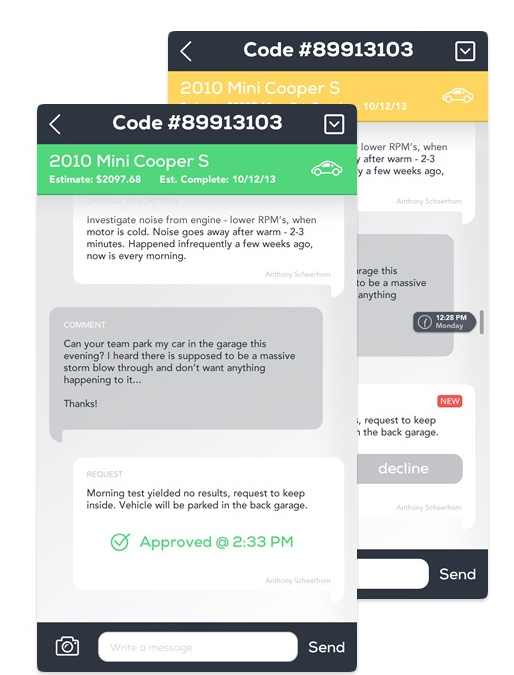 Code #89913103
2010 Mini Cooper S
10/12/13
lower RPM's, when
after warm - 2-3
a few weeks ago,
Anthony Scheerhorn
this
to be a massive
anything
12:28 PM
Monday
NEW
request to keep
the back garage.
decline
Anthony Scheerhorn
Send
Code #89913103
2010 Mini Cooper S
Estimate: $2097.68 Est. Complete: 10/12/13
ORIGINAL DESCRIPTION
Investigate noise from engine - lower RPM's, when
motor is cold. Noise goes away after warm - 2-3
minutes. Happened infrequently a few weeks ago,
now is every morning.
Anthony Scheerhorn
COMMENT
Can your team park my car in the garage this
evening? I heard there is supposed to be a massive
storm blow through and don't want anything
happening to it...
Thanks!
REQUEST
Morning test yielded no results, request to keep
inside. Vehicle will be parked in the back garage.
Approved @ 2:33 PM
Anthony Scheerhorn
Write a message
Send